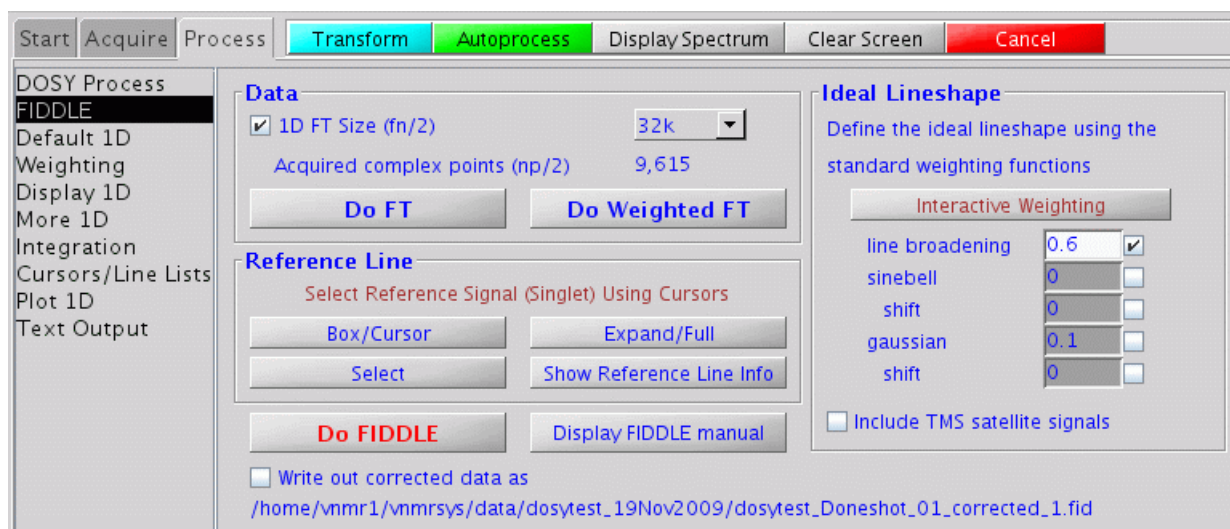 Start Acquire Process Transform Autoprocess Display Spectrum Clear Screen Cancel
DOSY Process
FIDDLE
Default 1D
Weighting
Display 1D
More 1D
Integration
Cursors/Line Lists
Plot 1D
Text Output
Data
1D FT Size (fn/2) 32k
Acquired complex points (np/2) 9,615
Do FT Do Weighted FT
Reference Line
Select Reference Signal (Singlet) Using Cursors
Box/Cursor Expand/Full
Select Show Reference Line Info
Do FIDDLE Display FIDDLE manual
Write out corrected data as
/home/vnmr1/vnmrsys/data/dosytest_19Nov2009/dosytest_Doneshot_01_corrected_1.fid
Ideal Lineshape
Define the ideal lineshape using the
standard weighting functions
Interactive Weighting
line broadening 0.6
sinebell 0
shift 0
gaussian 0.1
shift 0
Include TMS satellite signals